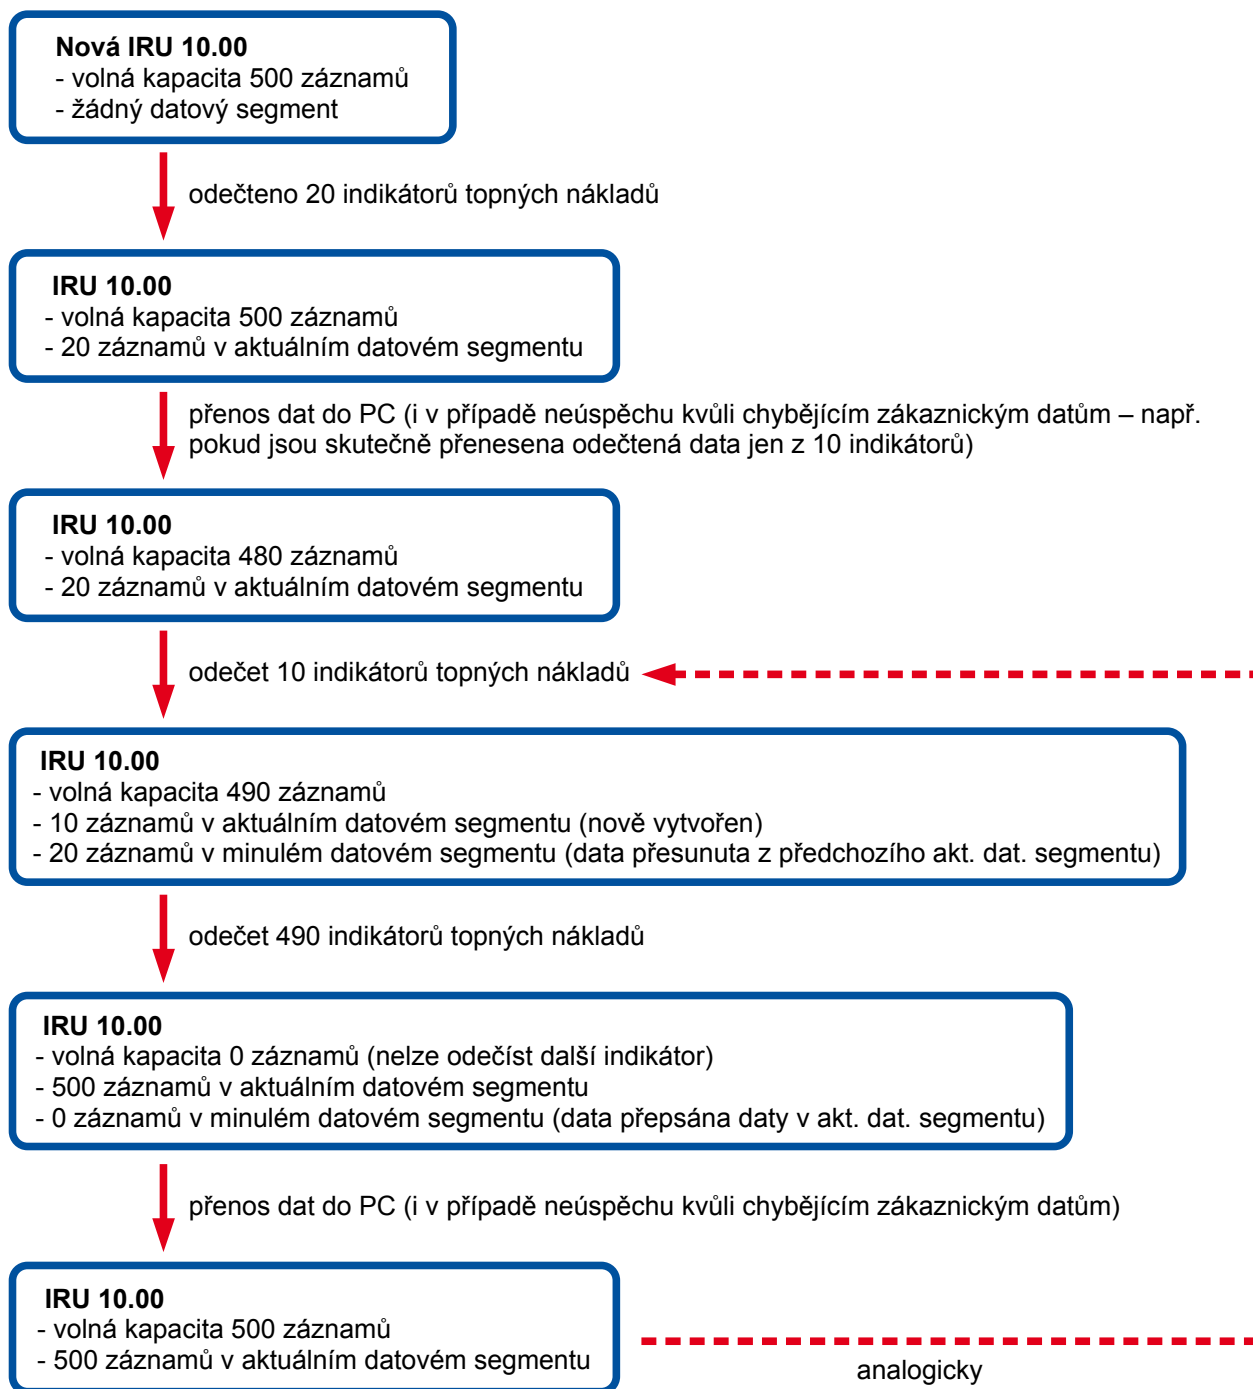 Nová IRU 10.00
- volná kapacita 500 záznamů
- žádný datový segment
odečteno 20 indikátorů topných nákladů
IRU 10.00
- volná kapacita 500 záznamů
- 20 záznamů v aktuálním datovém segmentu
přenos dat do PC (i v případě neúspěchu kvůli chybějícím zákaznickým datům – např.
pokud jsou skutečně přenesena odečtená data jen z 10 indikátorů)
IRU 10.00
- volná kapacita 480 záznamů
- 20 záznamů v aktuálním datovém segmentu
odečet 10 indikátorů topných nákladů
IRU 10.00
- volná kapacita 490 záznamů
- 10 záznamů v aktuálním datovém segmentu (nově vytvořen)
- 20 záznamů v minulém datovém segmentu (data přesunuta z předchozího akt. dat. segmentu)
odečet 490 indikátorů topných nákladů
IRU 10.00
- volná kapacita 0 záznamů (nelze odečíst další indikátor)
- 500 záznamů v aktuálním datovém segmentu
- 0 záznamů v minulém datovém segmentu (data přepsána daty v akt. dat. segmentu)
přenos dat do PC (i v případě neúspěchu kvůli chybějícím zákaznickým datům)
IRU 10.00
- volná kapacita 500 záznamů
- 500 záznamů v aktuálním datovém segmentu
analogicky